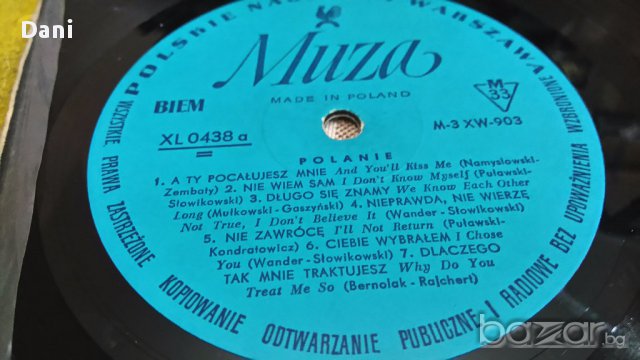 Dani
POLSKIE NAGRANIA WARSZAWA
Muza
MADE IN POLAND
BIEM
M
33
XL 0438 a
M-3 XW-903
POLANIE
1. A TY POCAŁUJESZ MNIE And You'll Kiss Me (Namysłowski-
Zembaty) 2. NIE WIEM SAM I Don't Know Myself (Puławski-
Słowikowski) 3. DŁUGO SIĘ ZNAMY We Know Each Other
Long (Mutkowski-Gaszyński) 4. NIEPRAWDA, NIE WIERZĘ
Not True, I Don't Believe It (Wander-Słowikowski)
5. NIE ZAWRÓCĘ I'll Not Return (Puławski-
Kondratowicz) 6. CIEBIE WYBRAŁEM I Chose
You (Wander-Słowikowski) 7. DLACZEGO
TAK MNIE TRAKTUJESZ Why Do You
Treat Me So (Bernolak-Rajchert)
WSZYSTKIE PRAWA ZASTRZEŻONE KOPIOWANIE ODTWARZANIE PUBLICZNE I RADIOWE BEZ UPOWAŻNIENIA WZBRONIONE
bazar.bg